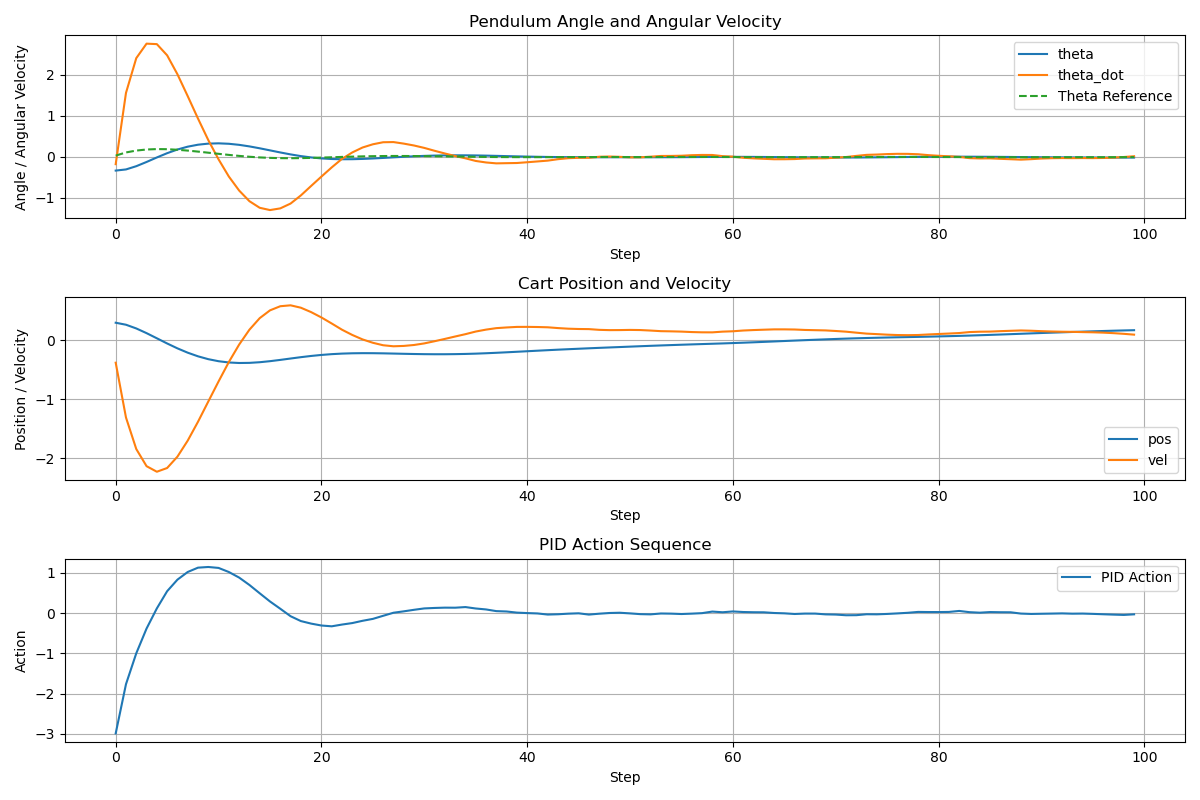 Pendulum Angle and Angular Velocity
Angle / Angular Velocity
2
1
0
−1
theta
theta_dot
Theta Reference
0 20 40 60 80 100
Step
Cart Position and Velocity
Position / Velocity
0
−1
−2
pos
vel
0 20 40 60 80 100
Step
PID Action Sequence
Action
1
0
−1
−2
−3
PID Action
0 20 40 60 80 100
Step